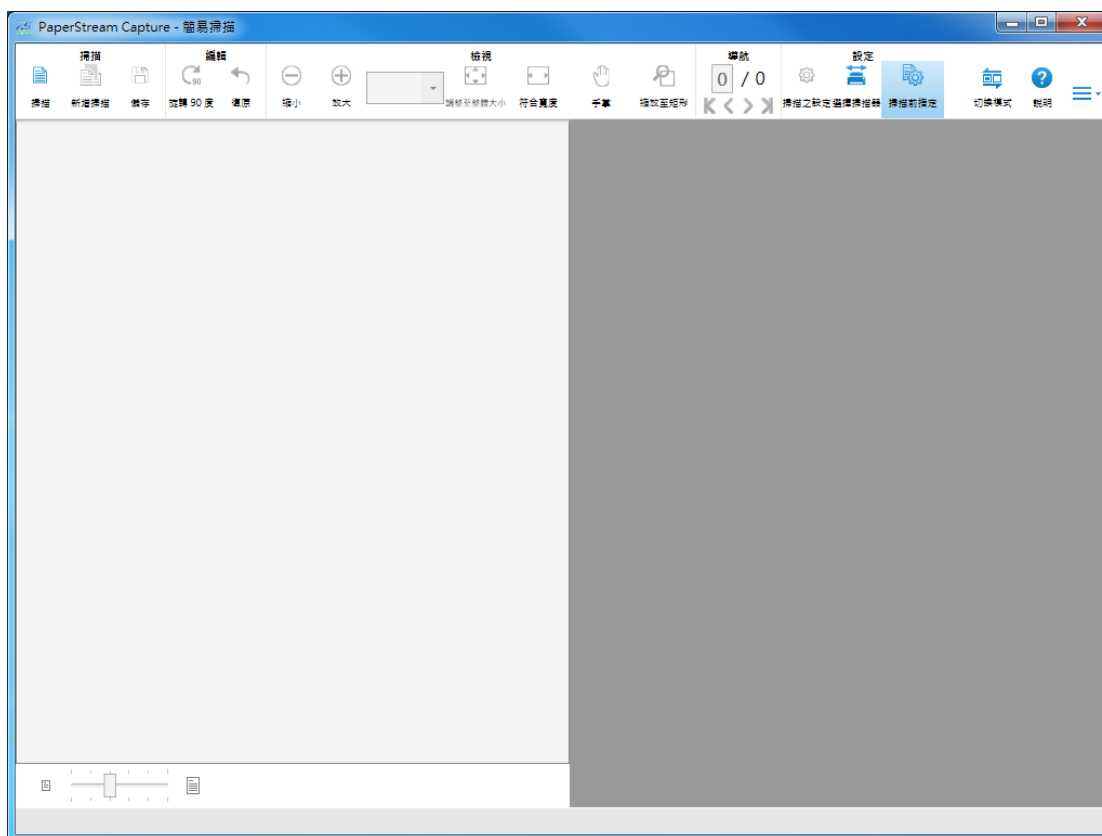 PaperStream Capture - 簡易掃描
掃描
編輯
檢視
導航
設定
掃描
新增掃描
儲存
90
旋轉 90 度
復原
縮小
放大
調整至整體大小
符合寬度
手掌
縮放至矩形
0 / 0
掃描之設定
選擇掃描器
掃描前指定
切換模式
?
說明